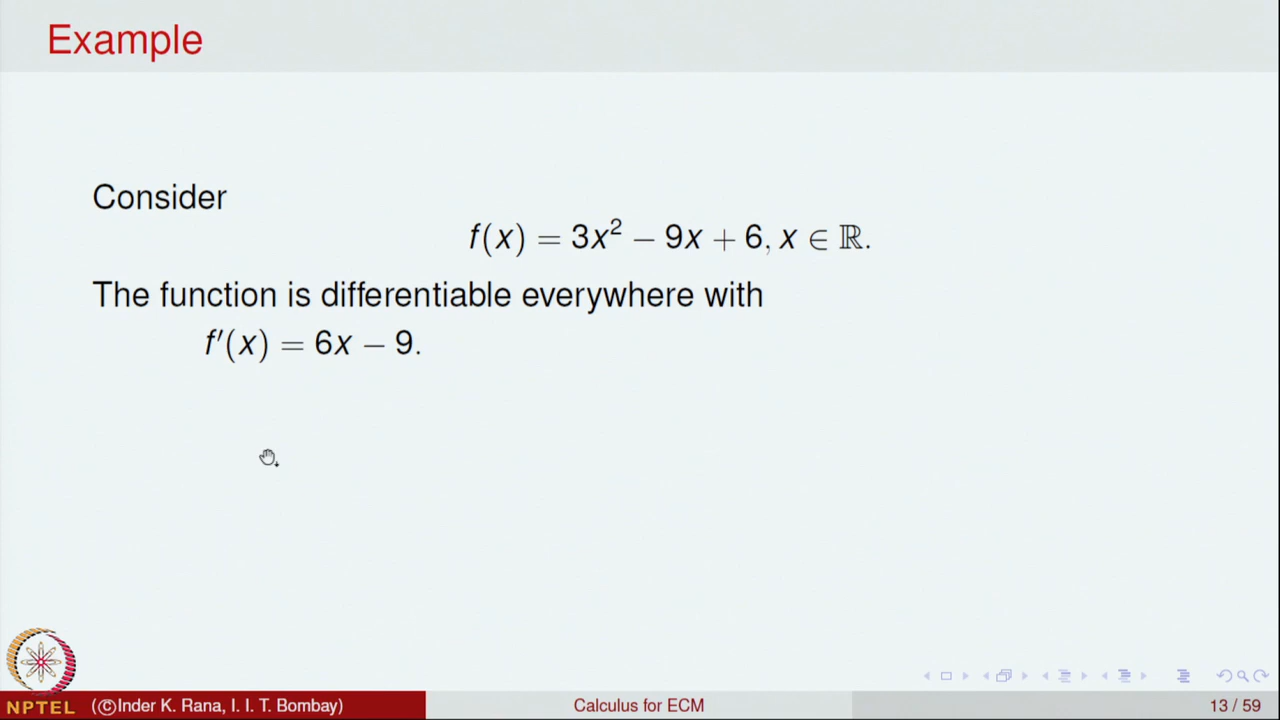 Example
Consider
f(x) = 3x² − 9x + 6, x ∈ ℝ.
The function is differentiable everywhere with
f′(x) = 6x − 9.
NPTEL
(©Inder K. Rana, I. I. T. Bombay)
Calculus for ECM
13 / 59